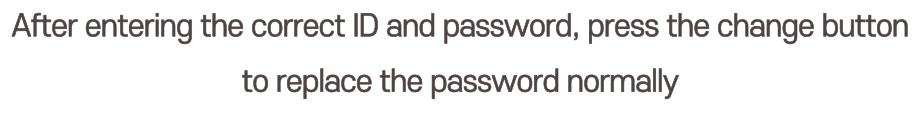 After entering the correct ID and password, press the change button
to replace the password normally